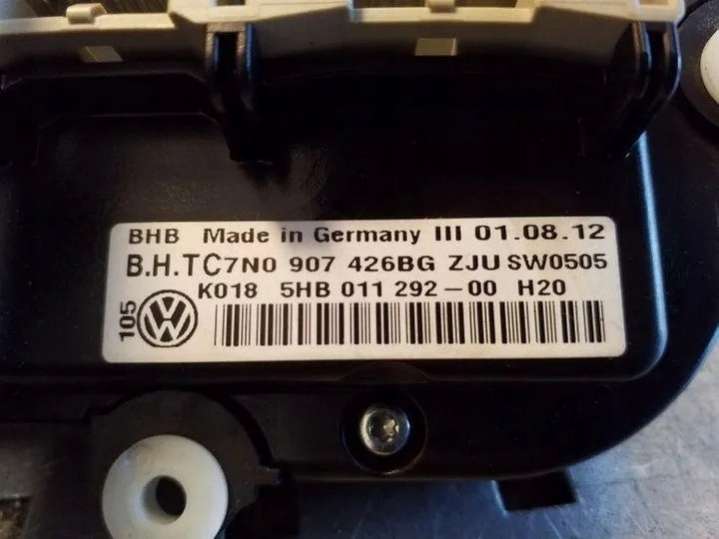 BHB Made in Germany III 01.08.12
B.H.TC7N0 907 426BG ZJU SW0505
K018 5HB 011 292-00 H20
105